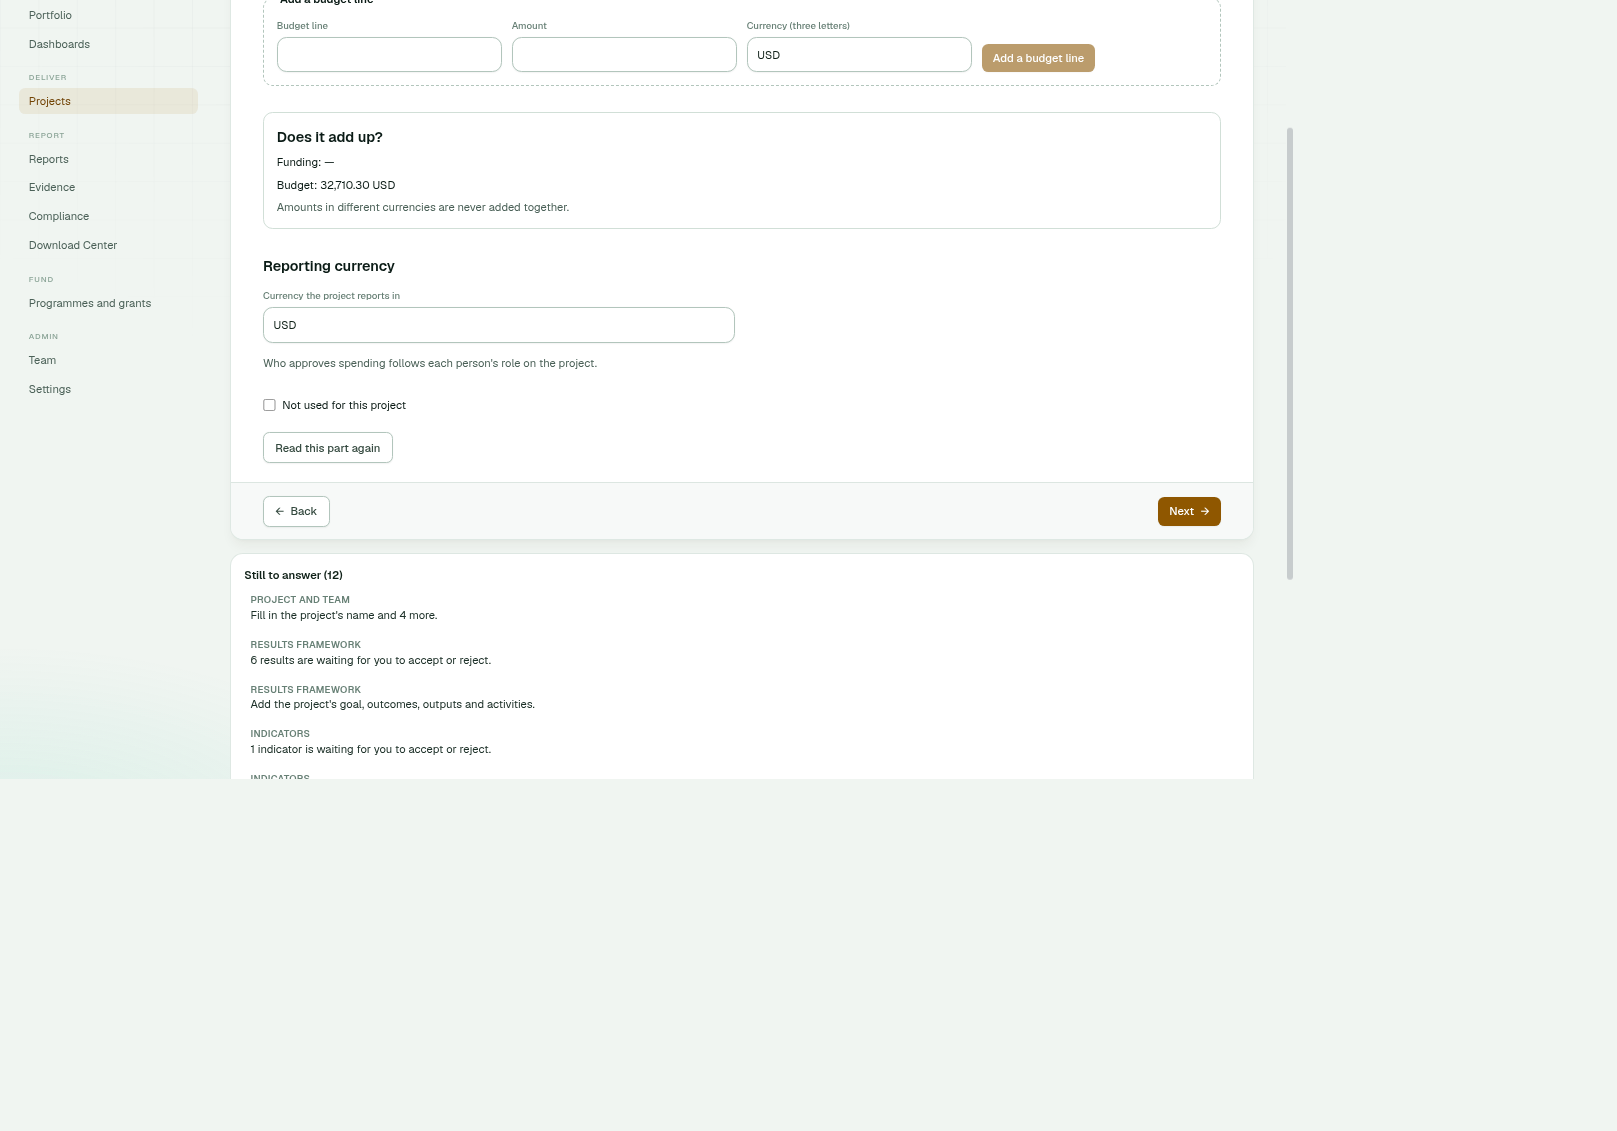 Portfolio
Dashboards
DELIVER
Projects
REPORT
Reports
Evidence
Compliance
Download Center
FUND
Programmes and grants
ADMIN
Team
Settings
Add a budget line
Budget line
Amount
Currency (three letters)
USD
Add a budget line
Does it add up?
Funding: —
Budget: 32,710.30 USD
Amounts in different currencies are never added together.
Reporting currency
Currency the project reports in
USD
Who approves spending follows each person's role on the project.
Not used for this project
Read this part again
← Back
Next →
Still to answer (12)
PROJECT AND TEAM
Fill in the project's name and 4 more.
RESULTS FRAMEWORK
6 results are waiting for you to accept or reject.
RESULTS FRAMEWORK
Add the project's goal, outcomes, outputs and activities.
INDICATORS
1 indicator is waiting for you to accept or reject.
INDICATORS